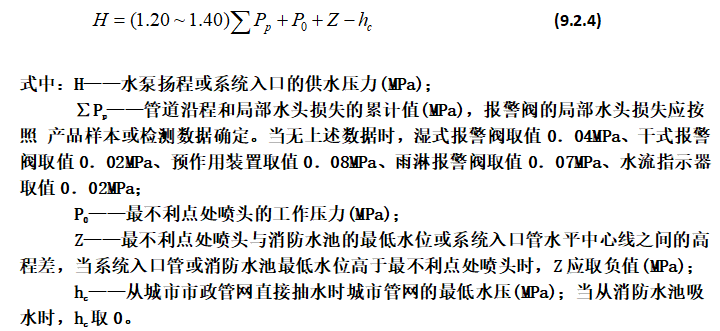 H = (1.20 ~ 1.40)∑Pₚ + P₀ + Z − h꜀ (9.2.4)
式中：H——水泵扬程或系统入口的供水压力(MPa)；
∑Pₚ——管道沿程和局部水头损失的累计值(MPa)，报警阀的局部水头损失应按
照 产品样本或检测数据确定。当无上述数据时，湿式报警阀取值 0．04MPa、干式报警
阀取值 0．02MPa、预作用装置取值 0．08MPa、雨淋报警阀取值 0．07MPa、水流指示器
取值 0．02MPa；
P₀——最不利点处喷头的工作压力(MPa)；
Z——最不利点处喷头与消防水池的最低水位或系统入口管水平中心线之间的高
程差，当系统入口管或消防水池最低水位高于最不利点处喷头时，Z 应取负值(MPa)；
h꜀——从城市市政管网直接抽水时城市管网的最低水压(MPa)；当从消防水池吸
水时，h꜀取 0。